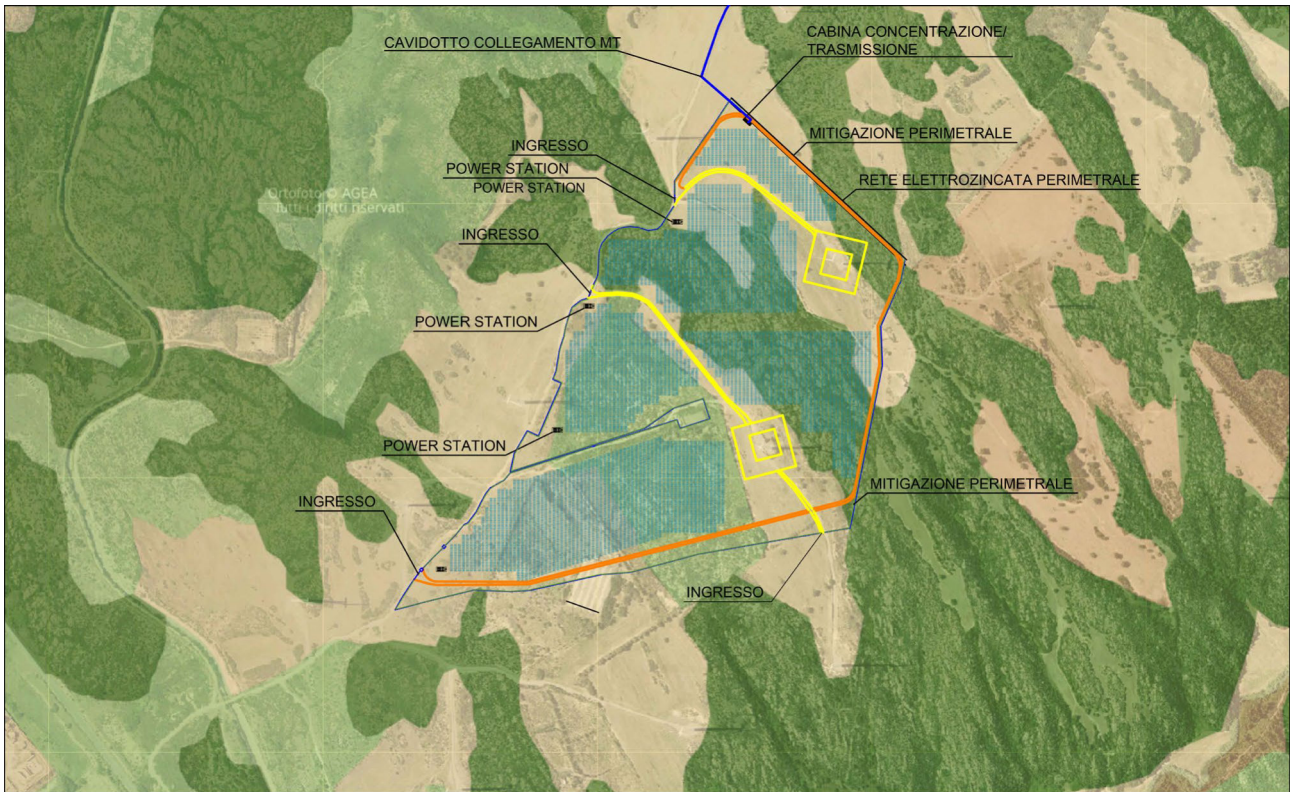 CAVIDOTTO COLLEGAMENTO MT
CABINA CONCENTRAZIONE/
TRASMISSIONE
MITIGAZIONE PERIMETRALE
INGRESSO
POWER STATION
POWER STATION
RETE ELETTROZINCATA PERIMETRALE
Ortofoto © AGEA
Tutti i diritti riservati
INGRESSO
POWER STATION
POWER STATION
MITIGAZIONE PERIMETRALE
INGRESSO
INGRESSO